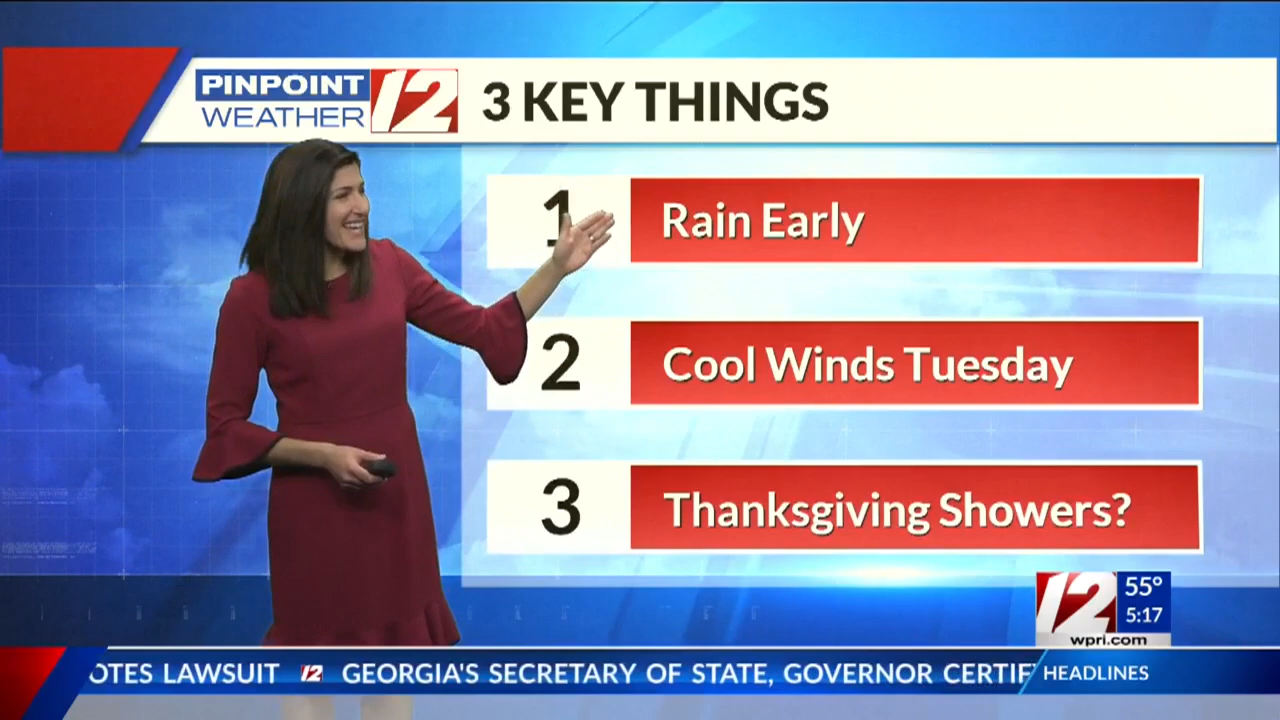 PINPOINT
WEATHER 12
3 KEY THINGS
1 Rain Early
2 Cool Winds Tuesday
3 Thanksgiving Showers?
12
55°
5:17
wpri.com
OTES LAWSUIT 12 GEORGIA'S SECRETARY OF STATE, GOVERNOR CERTIF
HEADLINES